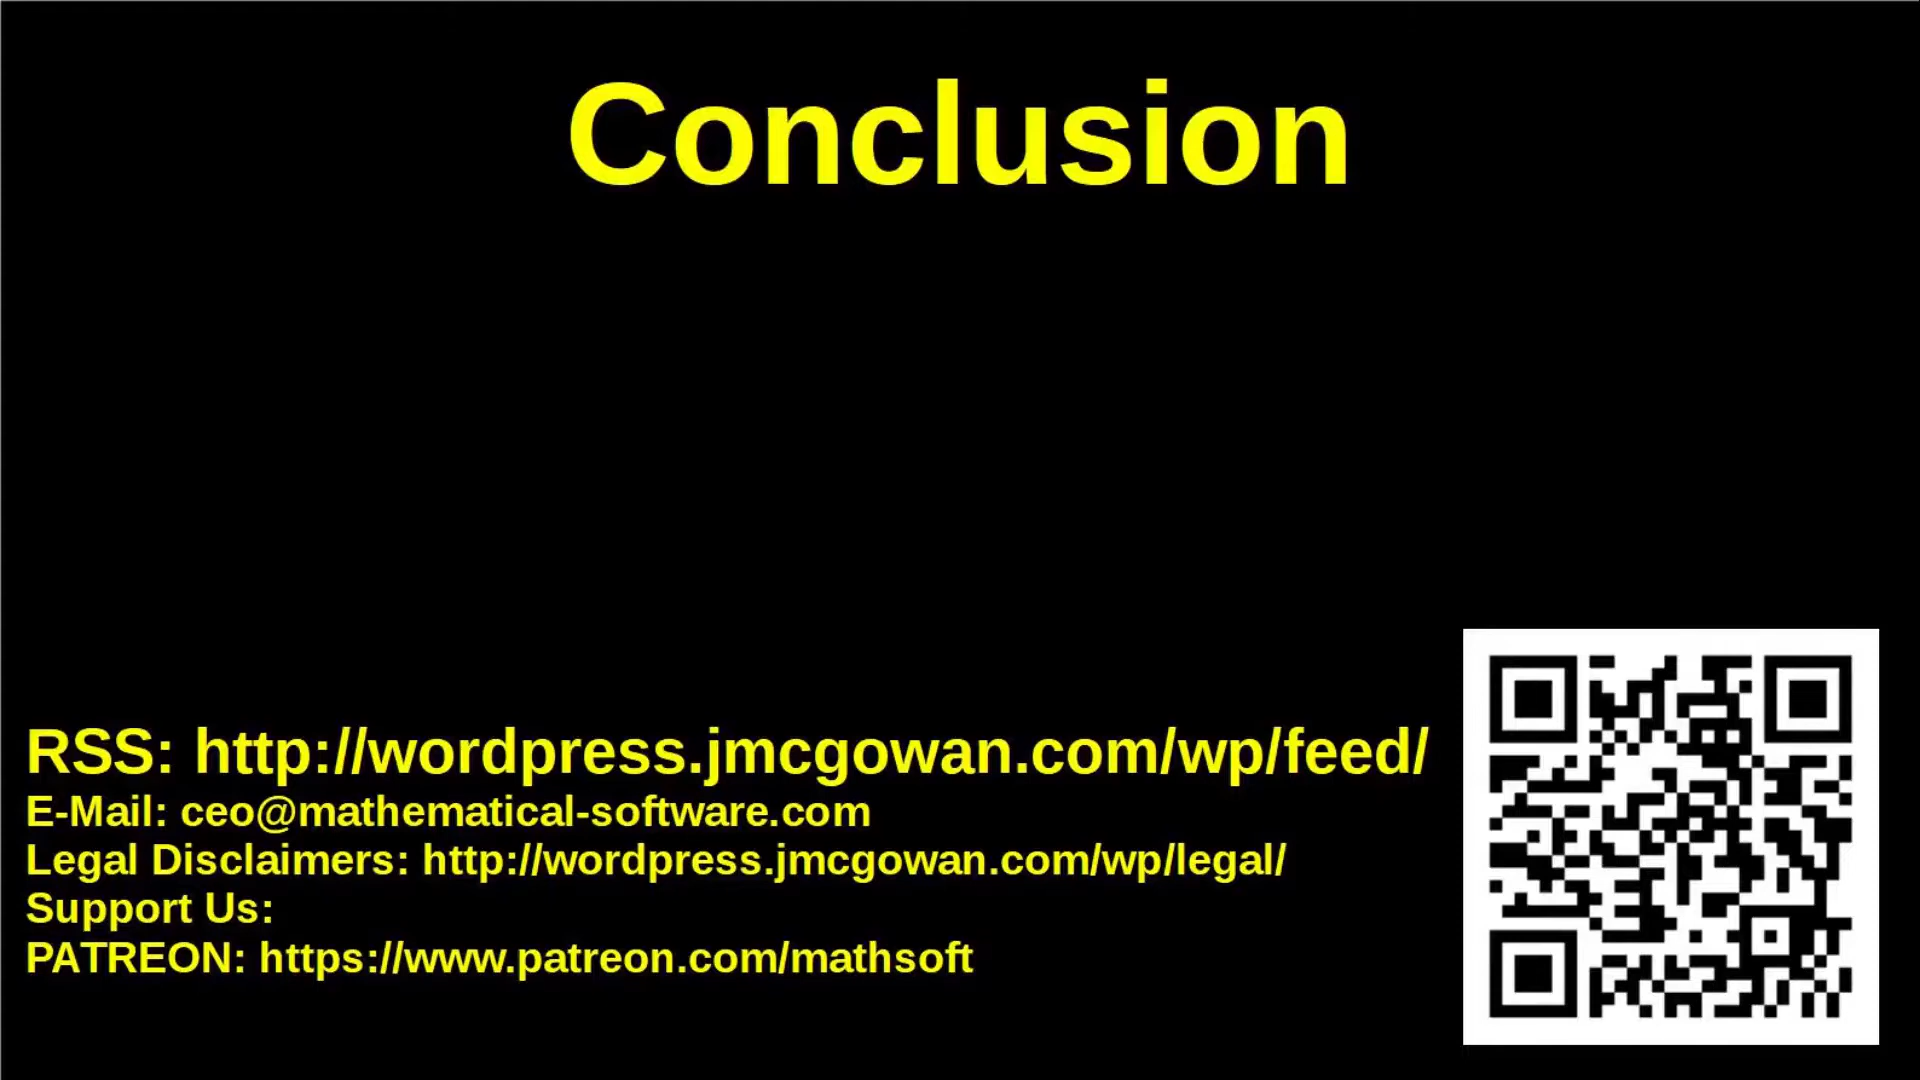 Conclusion
RSS: http://wordpress.jmcgowan.com/wp/feed/
E-Mail: ceo@mathematical-software.com
Legal Disclaimers: http://wordpress.jmcgowan.com/wp/legal/
Support Us:
PATREON: https://www.patreon.com/mathsoft